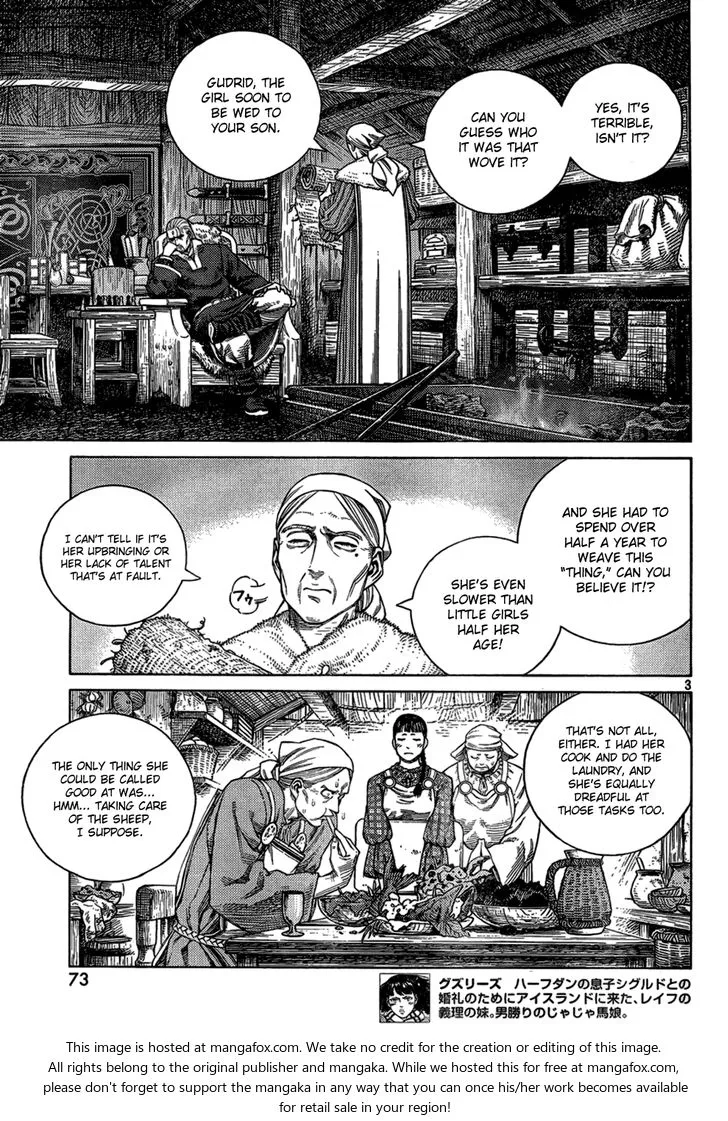 YES, IT'S
TERRIBLE,
ISN'T IT?
CAN YOU
GUESS WHO
IT WAS THAT
WOVE IT?
GUDRID, THE
GIRL SOON TO
BE WED TO
YOUR SON.
AND SHE HAD TO
SPEND OVER
HALF A YEAR TO
WEAVE THIS
"THING," CAN YOU
BELIEVE IT!?
SHE'S EVEN
SLOWER THAN
LITTLE GIRLS
HALF HER
AGE!
フゥ
I CAN'T TELL IF IT'S
HER UPBRINGING OR
HER LACK OF TALENT
THAT'S AT FAULT.
3
THAT'S NOT ALL,
EITHER. I HAD HER
COOK AND DO THE
LAUNDRY, AND
SHE'S EQUALLY
DREADFUL AT
THOSE TASKS TOO.
THE ONLY THING SHE
COULD BE CALLED
GOOD AT WAS...
HMM... TAKING CARE
OF THE SHEEP,
I SUPPOSE.
73
グズリーズ ハーフダンの息子シグルドとの
婚礼のためにアイスランドに来た、レイフの
義理の妹。男勝りのじゃじゃ馬娘。
This image is hosted at mangafox.com. We take no credit for the creation or editing of this image.
All rights belong to the original publisher and mangaka. While we hosted this for free at mangafox.com,
please don't forget to support the mangaka in any way that you can once his/her work becomes available
for retail sale in your region!